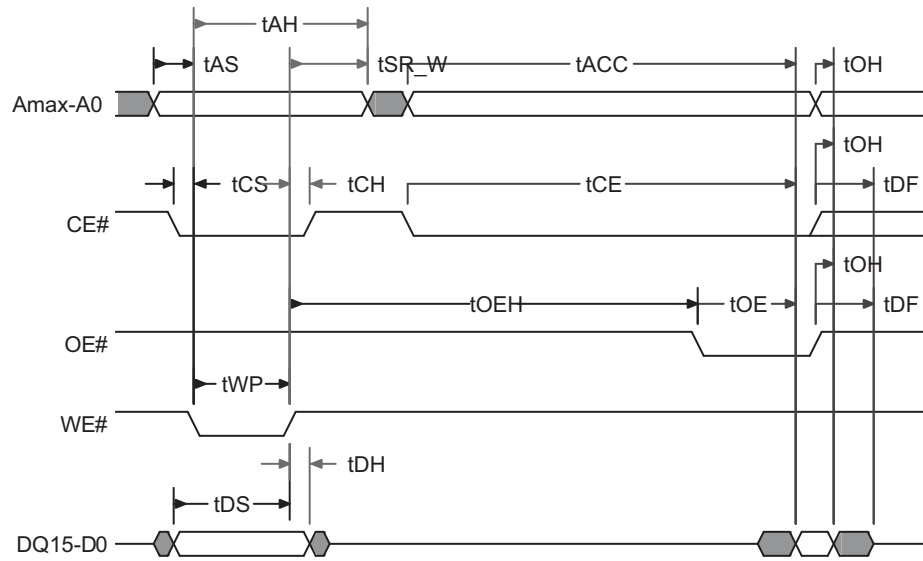 tAH
tAS
tSR_W
tACC
tOH
Amax-A0
tOH
tCS
tCH
tCE
tDF
CE#
tOH
tOEH
tOE
tDF
OE#
tWP
WE#
tDH
tDS
DQ15-D0